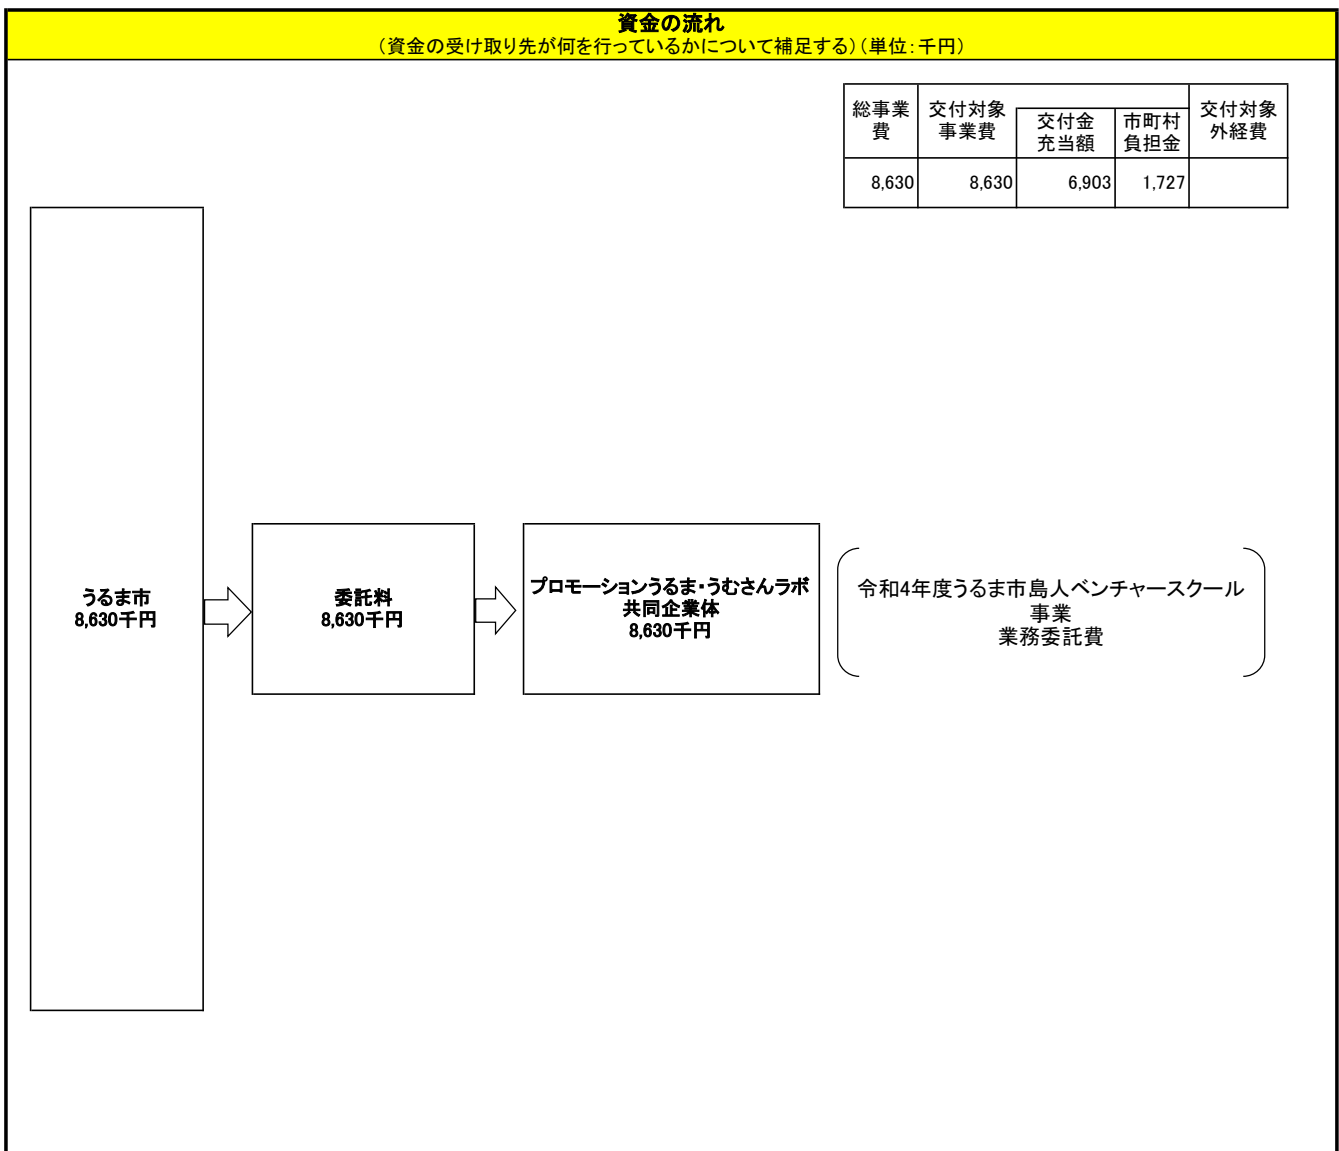 資金の流れ
（資金の受け取り先が何を行っているかについて補足する）（単位：千円）
総事業
費
交付対象
事業費
交付金
充当額
市町村
負担金
交付対象
外経費
8,630
8,630
6,903
1,727
うるま市
8,630千円
委託料
8,630千円
プロモーションうるま・うむさんラボ
共同企業体
8,630千円
令和4年度うるま市島人ベンチャースクール
事業
業務委託費